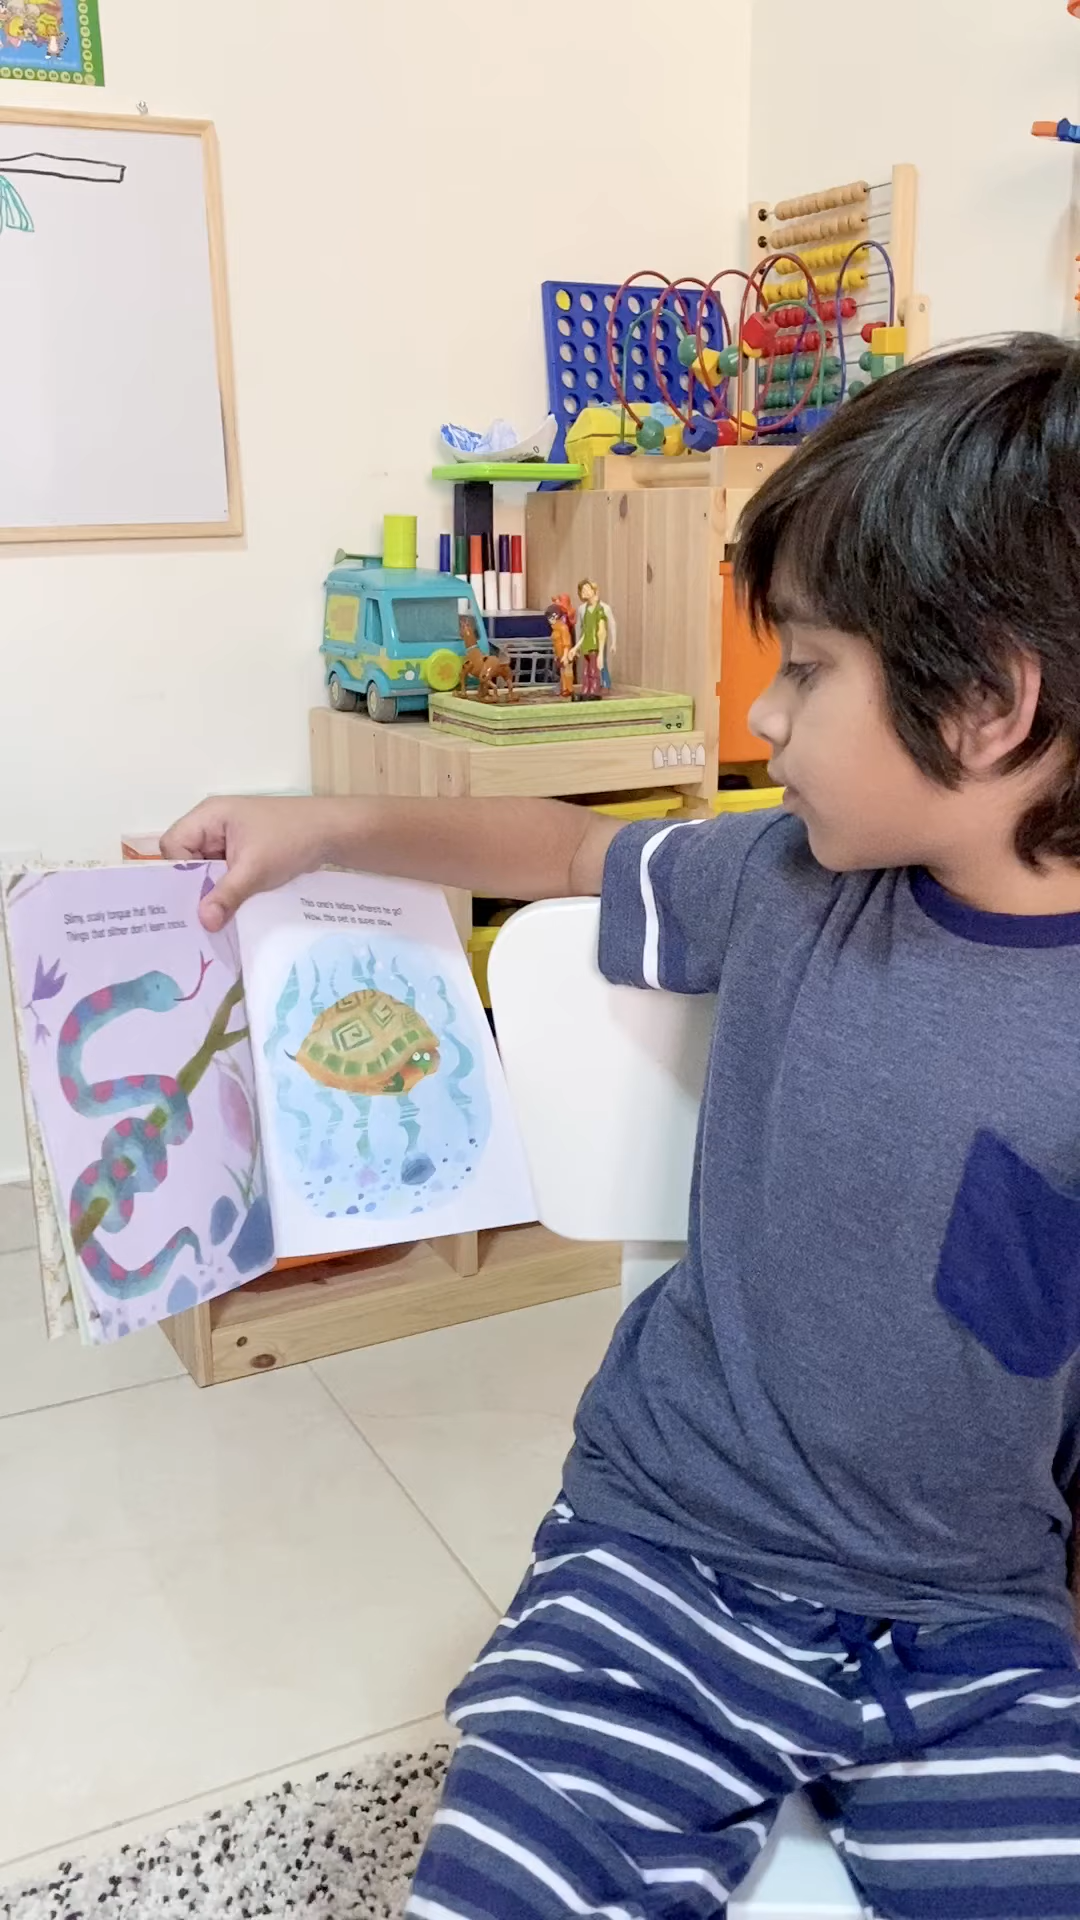 Slimy, scaly tongue that flicks.
Things that slither don't learn tricks.
This one's hiding. Where'd he go?
Wow, this pet is super slow.